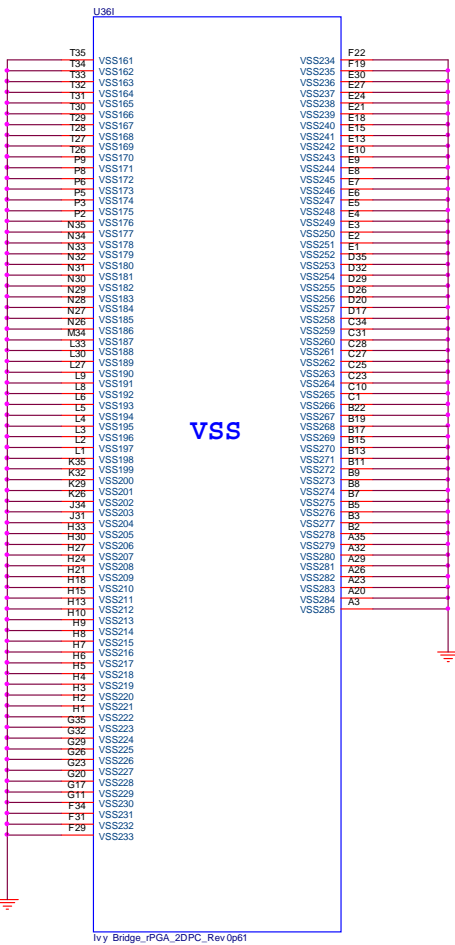 U36I
T35 VSS161 VSS234 F22
T34 VSS162 VSS235 F19
T33 VSS163 VSS236 E30
T32 VSS164 VSS237 E27
T31 VSS165 VSS238 E24
T30 VSS166 VSS239 E21
T29 VSS167 VSS240 E18
T28 VSS168 VSS241 E15
T27 VSS169 VSS242 E13
T26 VSS170 VSS243 E10
P9 VSS171 VSS244 E9
P8 VSS172 VSS245 E8
P6 VSS173 VSS246 E7
P5 VSS174 VSS247 E6
P3 VSS175 VSS248 E5
P2 VSS176 VSS249 E4
N35 VSS177 VSS250 E3
N34 VSS178 VSS251 E2
N33 VSS179 VSS252 E1
N32 VSS180 VSS253 D35
N31 VSS181 VSS254 D32
N30 VSS182 VSS255 D29
N29 VSS183 VSS256 D26
N28 VSS184 VSS257 D20
N27 VSS185 VSS258 D17
N26 VSS186 VSS259 C34
M34 VSS187 VSS260 C31
L33 VSS188 VSS261 C28
L30 VSS189 VSS262 C27
L27 VSS190 VSS263 C25
L9 VSS191 VSS264 C23
L8 VSS192 VSS265 C10
L6 VSS193 VSS266 C1
L5 VSS194 VSS267 B22
L4 VSS195 VSS268 B19
L3 VSS196 VSS269 B17
L2 VSS197 VSS270 B15
L1 VSS198 VSS271 B13
K35 VSS199 VSS272 B11
K32 VSS200 VSS273 B9
K29 VSS201 VSS274 B8
K26 VSS202 VSS275 B7
J34 VSS203 VSS276 B5
J31 VSS204 VSS277 B3
H33 VSS205 VSS278 B2
H30 VSS206 VSS279 A35
H27 VSS207 VSS280 A32
H24 VSS208 VSS281 A29
H21 VSS209 VSS282 A26
H18 VSS210 VSS283 A23
H15 VSS211 VSS284 A20
H13 VSS212 VSS285 A3
H10 VSS213
H9 VSS214
H8 VSS215
H7 VSS216
H6 VSS217
H5 VSS218
H4 VSS219
H3 VSS220
H2 VSS221
H1 VSS222
G35 VSS223
G32 VSS224
G29 VSS225
G26 VSS226
G23 VSS227
G20 VSS228
G17 VSS229
G11 VSS230
F34 VSS231
F31 VSS232
F29 VSS233
VSS
Ivy Bridge_rPGA_2DPC_Rev0p61